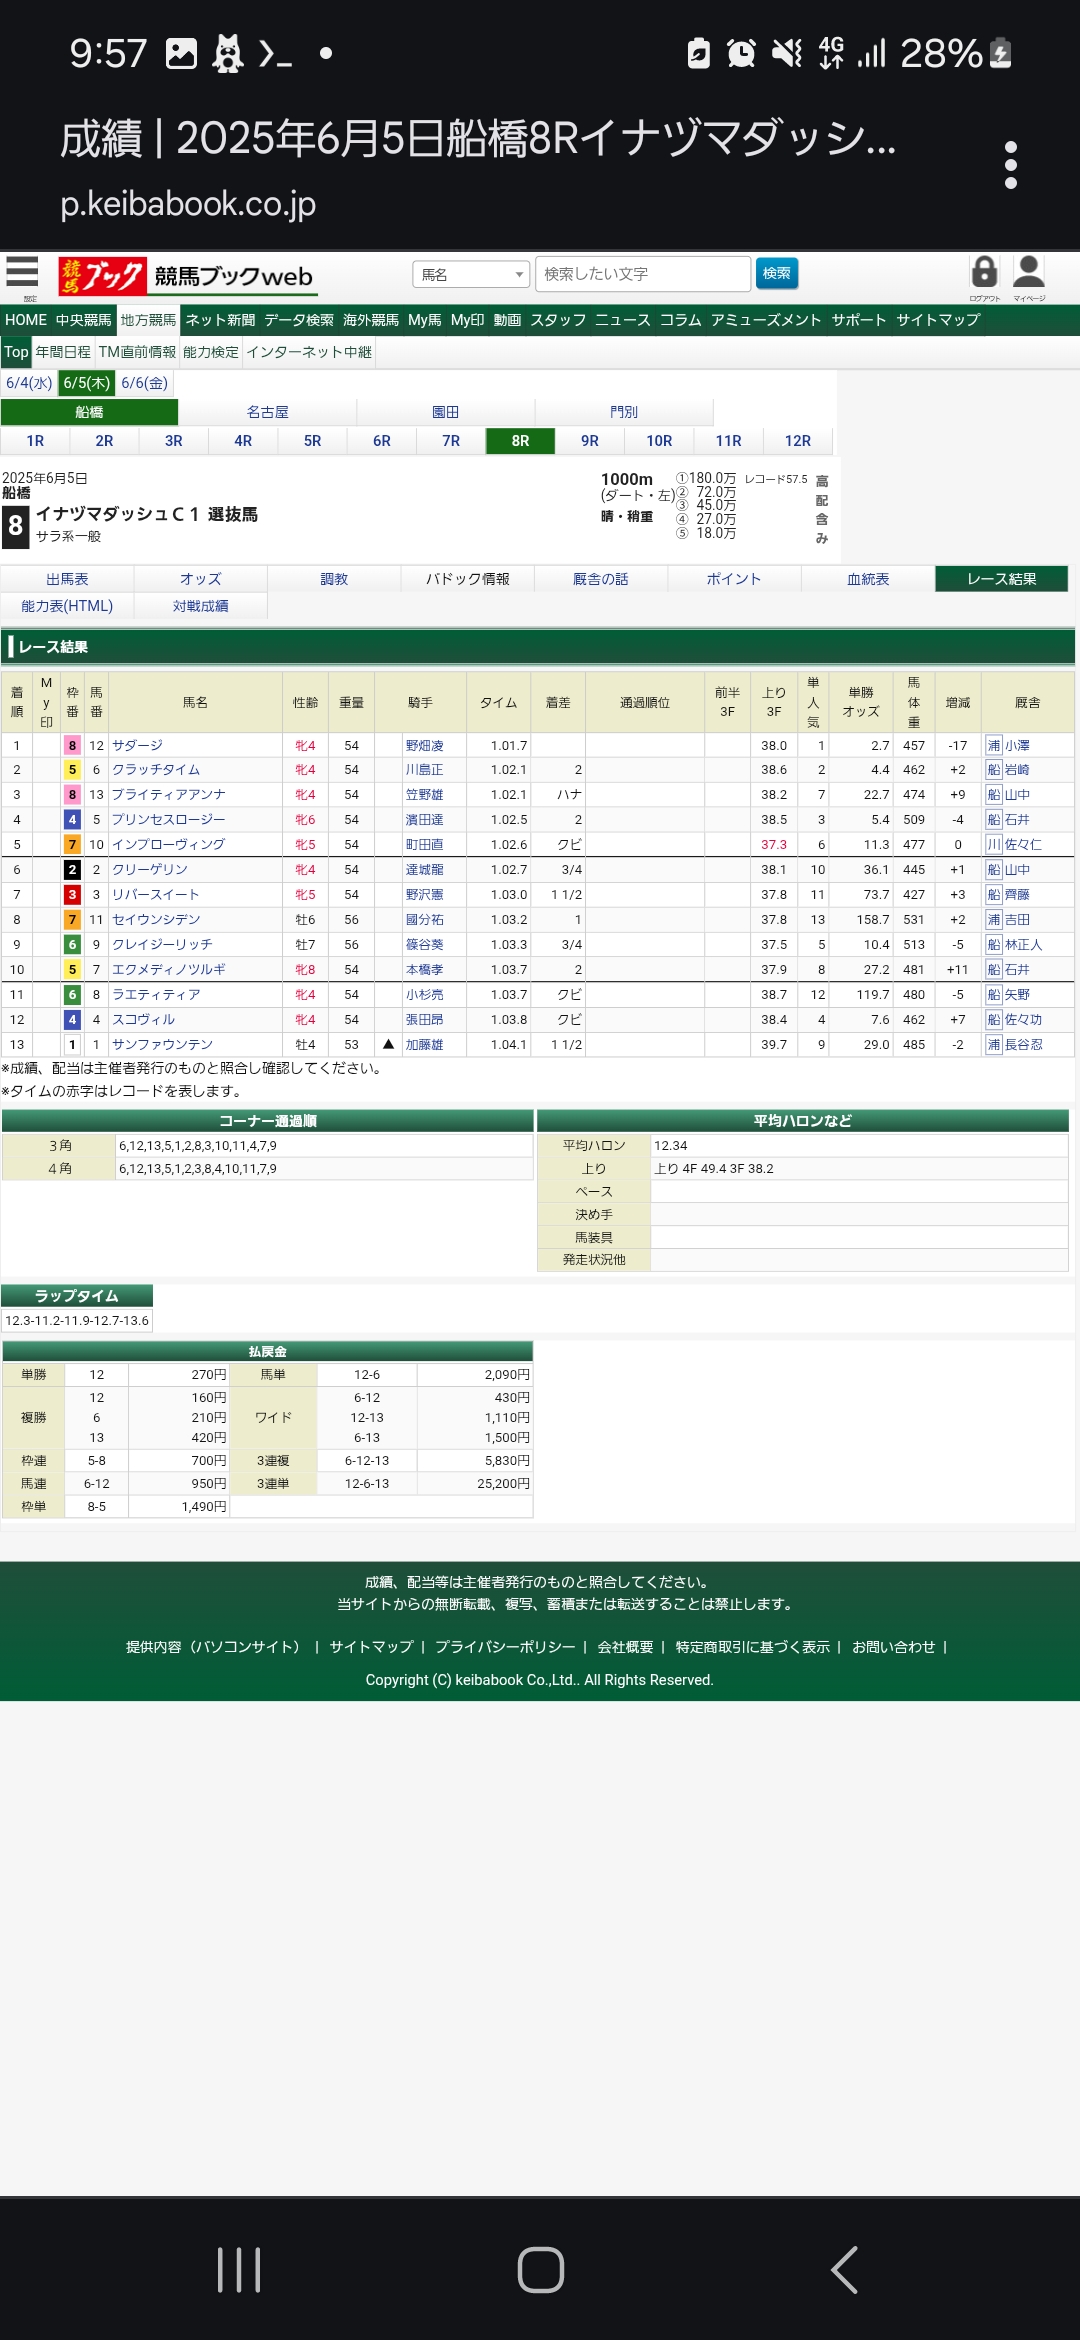 9:57
4G
28%
成績 | 2025年6月5日船橋8Rイナヅマダッシ...
p.keibabook.co.jp
設定
競馬ブック 競馬ブックweb
馬名 検索したい文字 検索
ログアウト マイページ
HOME 中央競馬 地方競馬 ネット新聞 データ検索 海外競馬 My馬 My印 動画 スタッフ ニュース コラム アミューズメント サポート サイトマップ
Top 年間日程 TM直前情報 能力検定 インターネット中継
6/4(水) 6/5(木) 6/6(金)
船橋 名古屋 園田 門別
1R 2R 3R 4R 5R 6R 7R 8R 9R 10R 11R 12R
2025年6月5日
船橋
8 イナヅマダッシュC1 選抜馬
サラ系一般
1000m
(ダート・左)
晴・稍重
①180.0万 レコード57.5
② 72.0万
③ 45.0万
④ 27.0万
⑤ 18.0万
高
配
含
み
出馬表 オッズ 調教 パドック情報 厩舎の話 ポイント 血統表 レース結果
能力表(HTML) 対戦成績
レース結果
着順 My印 枠番 馬番 馬名 性齢 重量 騎手 タイム 着差 通過順位 前半3F 上り3F 単人気 単勝オッズ 馬体重 増減 厩舎
1 8 12 サダージ 牝4 54 野畑凌 1.01.7 38.0 1 2.7 457 -17 浦 小澤
2 5 6 クラッチタイム 牝4 54 川島正 1.02.1 2 38.6 2 4.4 462 +2 船 岩崎
3 8 13 ブライティアアンナ 牝4 54 笠野雄 1.02.1 ハナ 38.2 7 22.7 474 +9 船 山中
4 4 5 プリンセスロージー 牝6 54 濱田達 1.02.5 2 38.5 3 5.4 509 -4 船 石井
5 7 10 インプローヴィング 牝5 54 町田直 1.02.6 クビ 37.3 6 11.3 477 0 川 佐々仁
6 2 2 クリーゲリン 牝4 54 達城龍 1.02.7 3/4 38.1 10 36.1 445 +1 船 山中
7 3 3 リバースイート 牝5 54 野沢憲 1.03.0 1 1/2 37.8 11 73.7 427 +3 船 齊藤
8 7 11 セイウンシデン 牡6 56 國分祐 1.03.2 1 37.8 13 158.7 531 +2 浦 吉田
9 6 9 クレイジーリッチ 牡7 56 篠谷葵 1.03.3 3/4 37.5 5 10.4 513 -5 船 林正人
10 5 7 エクメディノツルギ 牝8 54 本橋孝 1.03.7 2 37.9 8 27.2 481 +11 船 石井
11 6 8 ラエティティア 牝4 54 小杉亮 1.03.7 クビ 38.7 12 119.7 480 -5 船 矢野
12 4 4 スコヴィル 牝4 54 張田昂 1.03.8 クビ 38.4 4 7.6 462 +7 船 佐々功
13 1 1 サンファウンテン 牡4 53 ▲ 加藤雄 1.04.1 1 1/2 39.7 9 29.0 485 -2 浦 長谷忍
※成績、配当は主催者発行のものと照合し確認してください。
※タイムの赤字はレコードを表します。
コーナー通過順
3角 6,12,13,5,1,2,8,3,10,11,4,7,9
4角 6,12,13,5,1,2,3,8,4,10,11,7,9
平均ハロンなど
平均ハロン 12.34
上り 上り 4F 49.4 3F 38.2
ペース
決め手
馬装具
発走状況他
ラップタイム
12.3-11.2-11.9-12.7-13.6
払戻金
単勝 12 270円 馬単 12-6 2,090円
複勝 12 160円 ワイド 6-12 430円
6 210円 12-13 1,110円
13 420円 6-13 1,500円
枠連 5-8 700円 3連複 6-12-13 5,830円
馬連 6-12 950円 3連単 12-6-13 25,200円
枠単 8-5 1,490円
成績、配当等は主催者発行のものと照合してください。
当サイトからの無断転載、複写、蓄積または転送することは禁止します。
提供内容（パソコンサイト） | サイトマップ | プライバシーポリシー | 会社概要 | 特定商取引に基づく表示 | お問い合わせ |
Copyright (C) keibabook Co.,Ltd.. All Rights Reserved.